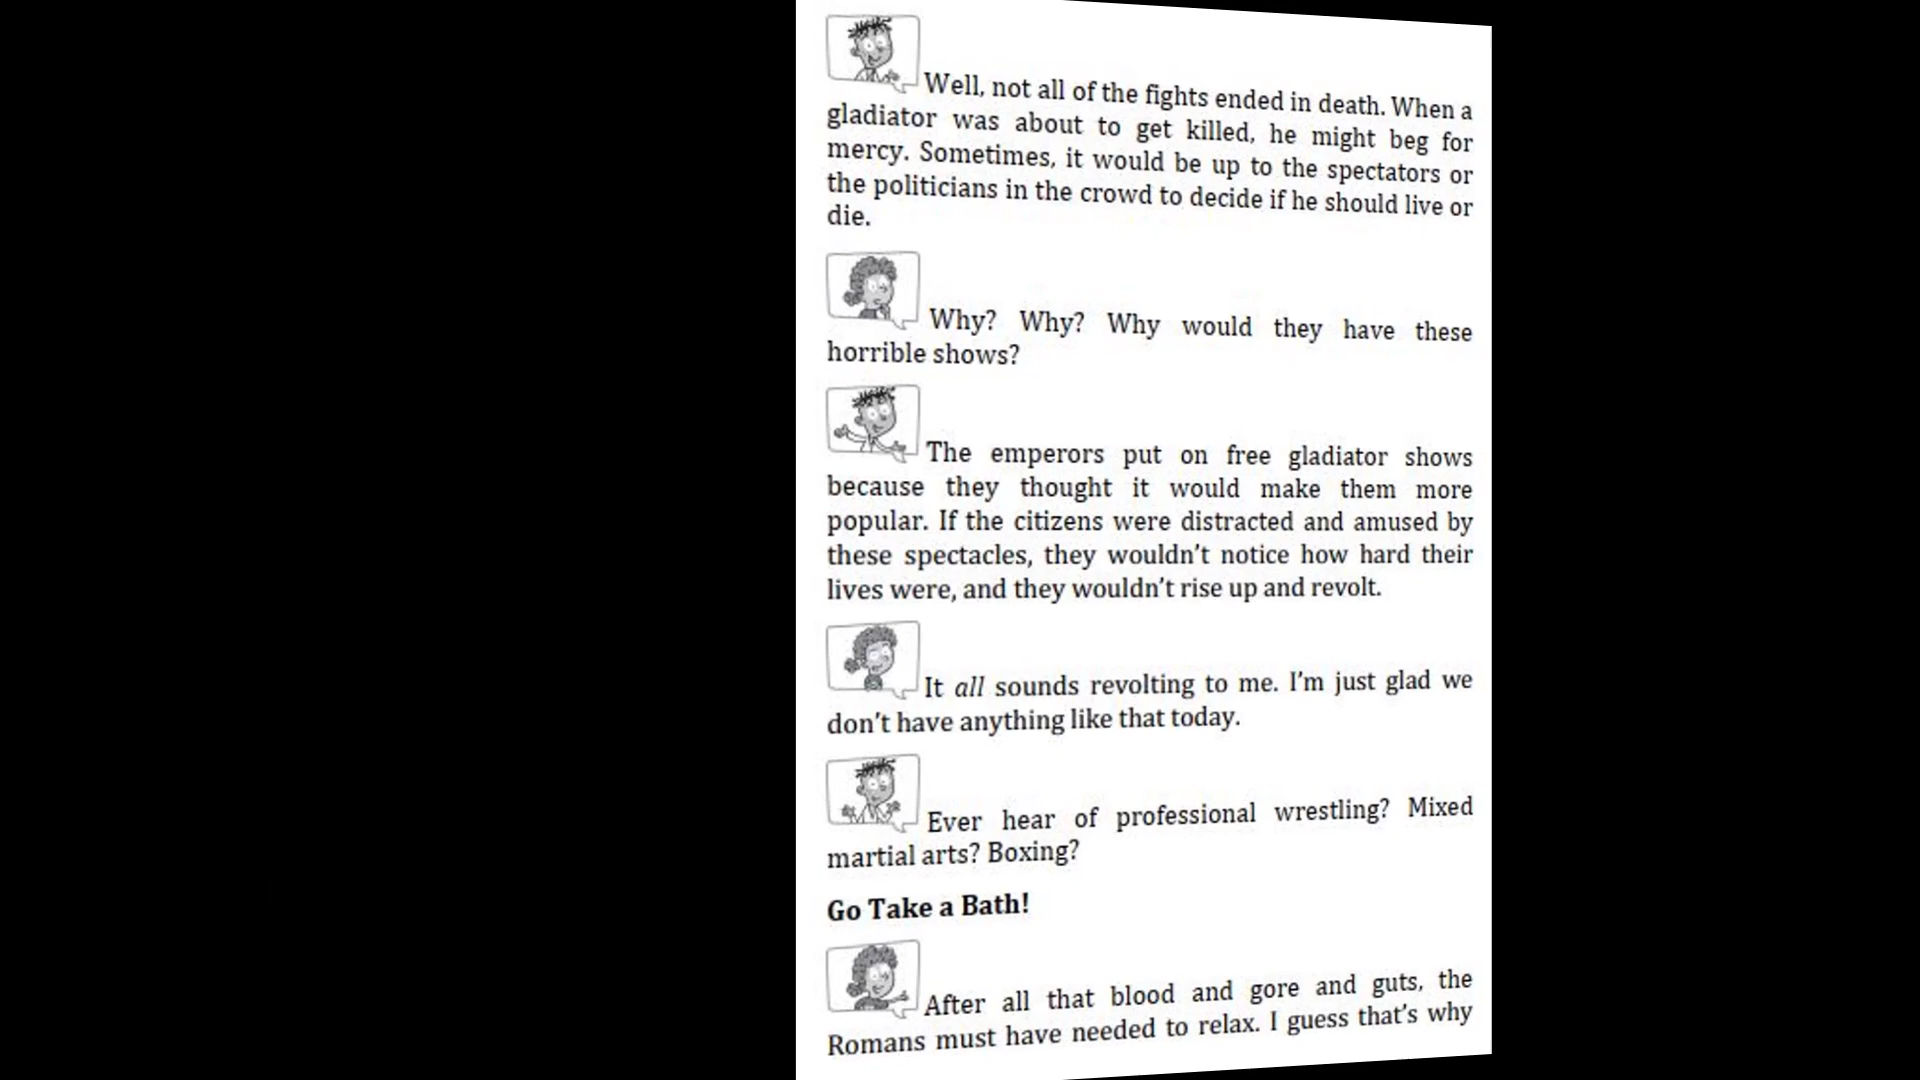 Well, not all of the fights ended in death. When a
gladiator was about to get killed, he might beg for
mercy. Sometimes, it would be up to the spectators or
the politicians in the crowd to decide if he should live or
die.
Why? Why? Why would they have these
horrible shows?
The emperors put on free gladiator shows
because they thought it would make them more
popular. If the citizens were distracted and amused by
these spectacles, they wouldn’t notice how hard their
lives were, and they wouldn’t rise up and revolt.
It all sounds revolting to me. I’m just glad we
don’t have anything like that today.
Ever hear of professional wrestling? Mixed
martial arts? Boxing?
Go Take a Bath!
After all that blood and gore and guts, the
Romans must have needed to relax. I guess that’s why